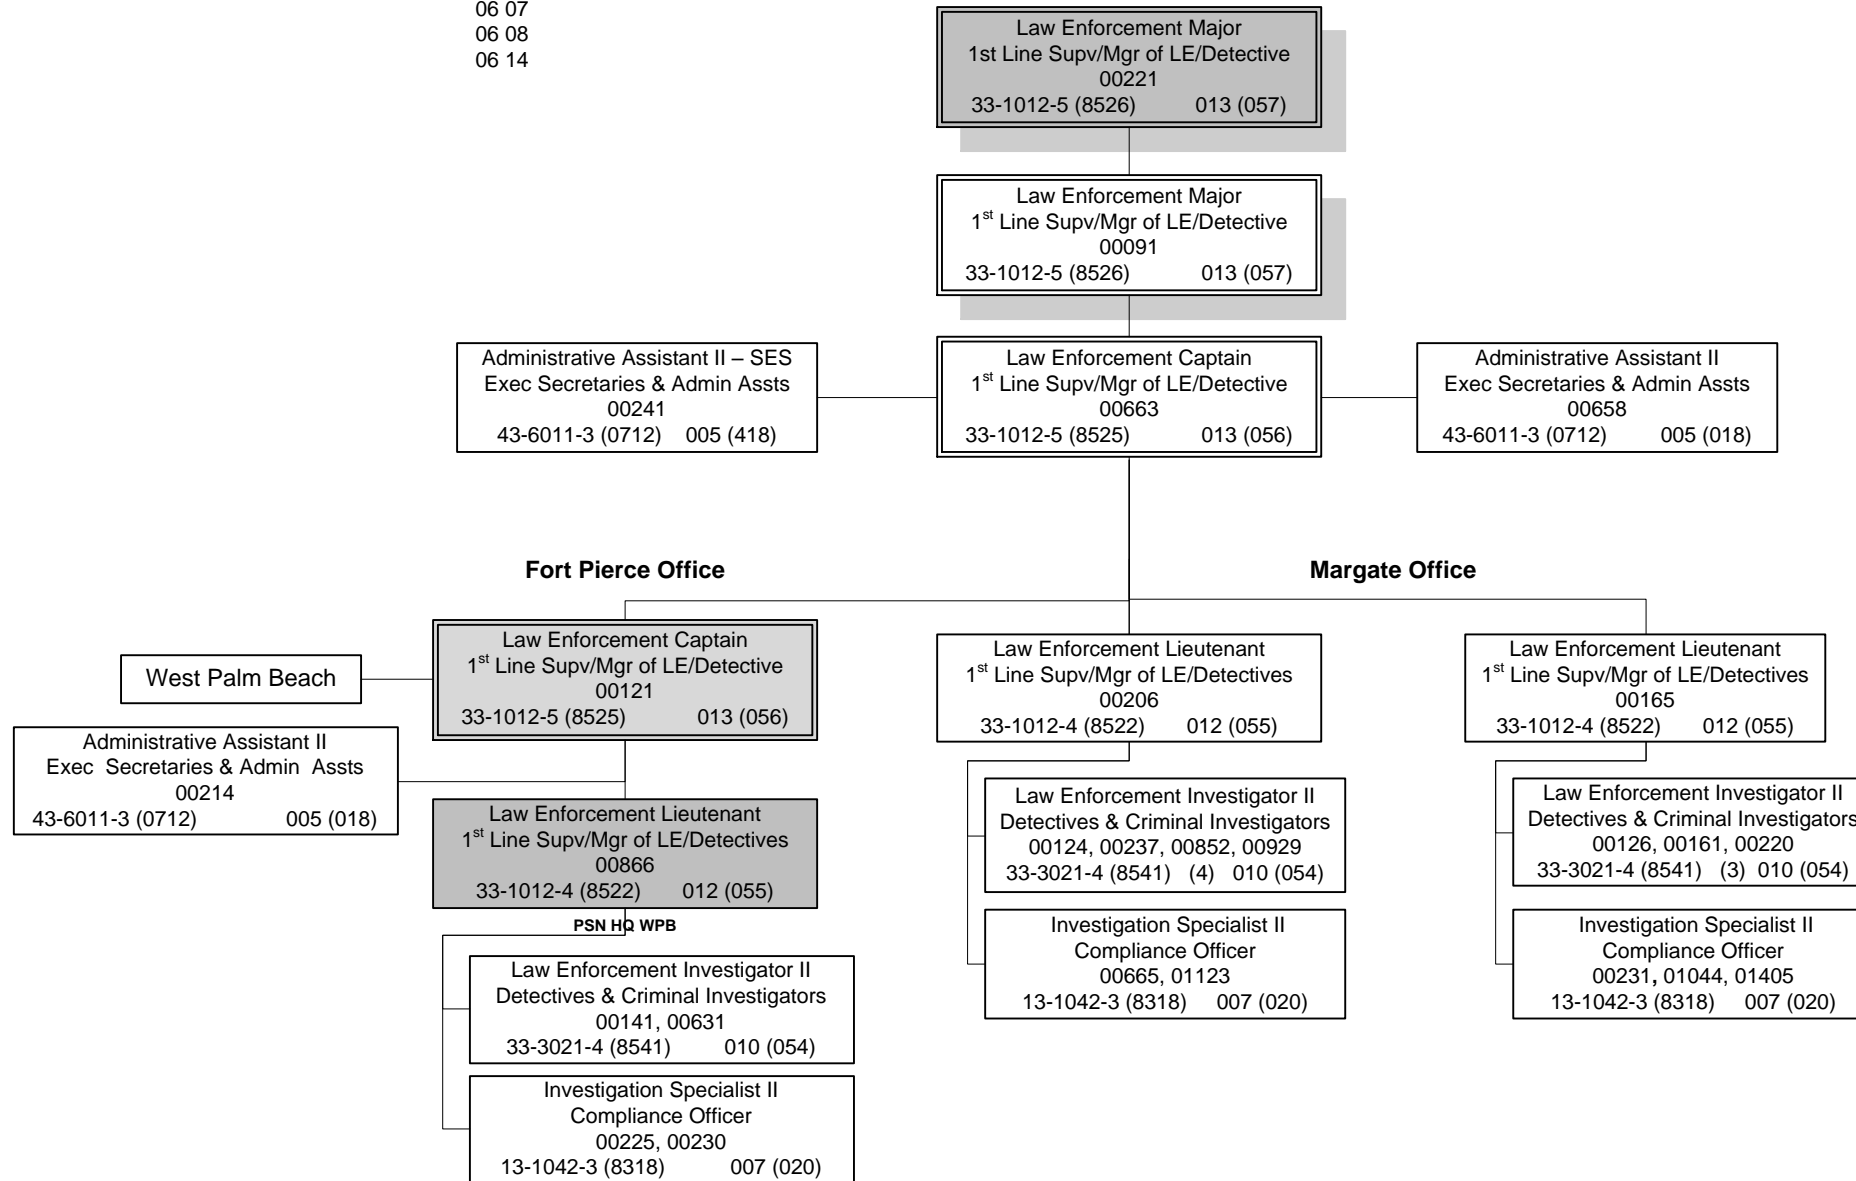 06 07
06 08
06 14
Law Enforcement Major
1st Line Supv/Mgr of LE/Detective
00221
33-1012-5 (8526) 013 (057)
Law Enforcement Major
1st Line Supv/Mgr of LE/Detective
00091
33-1012-5 (8526) 013 (057)
Administrative Assistant II – SES
Exec Secretaries & Admin Assts
00241
43-6011-3 (0712) 005 (418)
Law Enforcement Captain
1st Line Supv/Mgr of LE/Detective
00663
33-1012-5 (8525) 013 (056)
Administrative Assistant II
Exec Secretaries & Admin Assts
00658
43-6011-3 (0712) 005 (018)
Fort Pierce Office
Margate Office
West Palm Beach
Law Enforcement Captain
1st Line Supv/Mgr of LE/Detective
00121
33-1012-5 (8525) 013 (056)
Administrative Assistant II
Exec Secretaries & Admin Assts
00214
43-6011-3 (0712) 005 (018)
Law Enforcement Lieutenant
1st Line Supv/Mgr of LE/Detectives
00866
33-1012-4 (8522) 012 (055)
PSN HQ WPB
Law Enforcement Investigator II
Detectives & Criminal Investigators
00141, 00631
33-3021-4 (8541) 010 (054)
Investigation Specialist II
Compliance Officer
00225, 00230
13-1042-3 (8318) 007 (020)
Law Enforcement Lieutenant
1st Line Supv/Mgr of LE/Detectives
00206
33-1012-4 (8522) 012 (055)
Law Enforcement Investigator II
Detectives & Criminal Investigators
00124, 00237, 00852, 00929
33-3021-4 (8541) (4) 010 (054)
Investigation Specialist II
Compliance Officer
00665, 01123
13-1042-3 (8318) 007 (020)
Law Enforcement Lieutenant
1st Line Supv/Mgr of LE/Detectives
00165
33-1012-4 (8522) 012 (055)
Law Enforcement Investigator II
Detectives & Criminal Investigators
00126, 00161, 00220
33-3021-4 (8541) (3) 010 (054)
Investigation Specialist II
Compliance Officer
00231, 01044, 01405
13-1042-3 (8318) 007 (020)